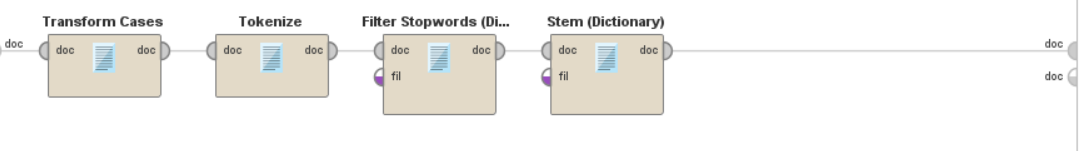 Transform Cases Tokenize Filter Stopwords (Di... Stem (Dictionary)
doc doc doc doc doc doc doc doc doc doc
fil fil doc